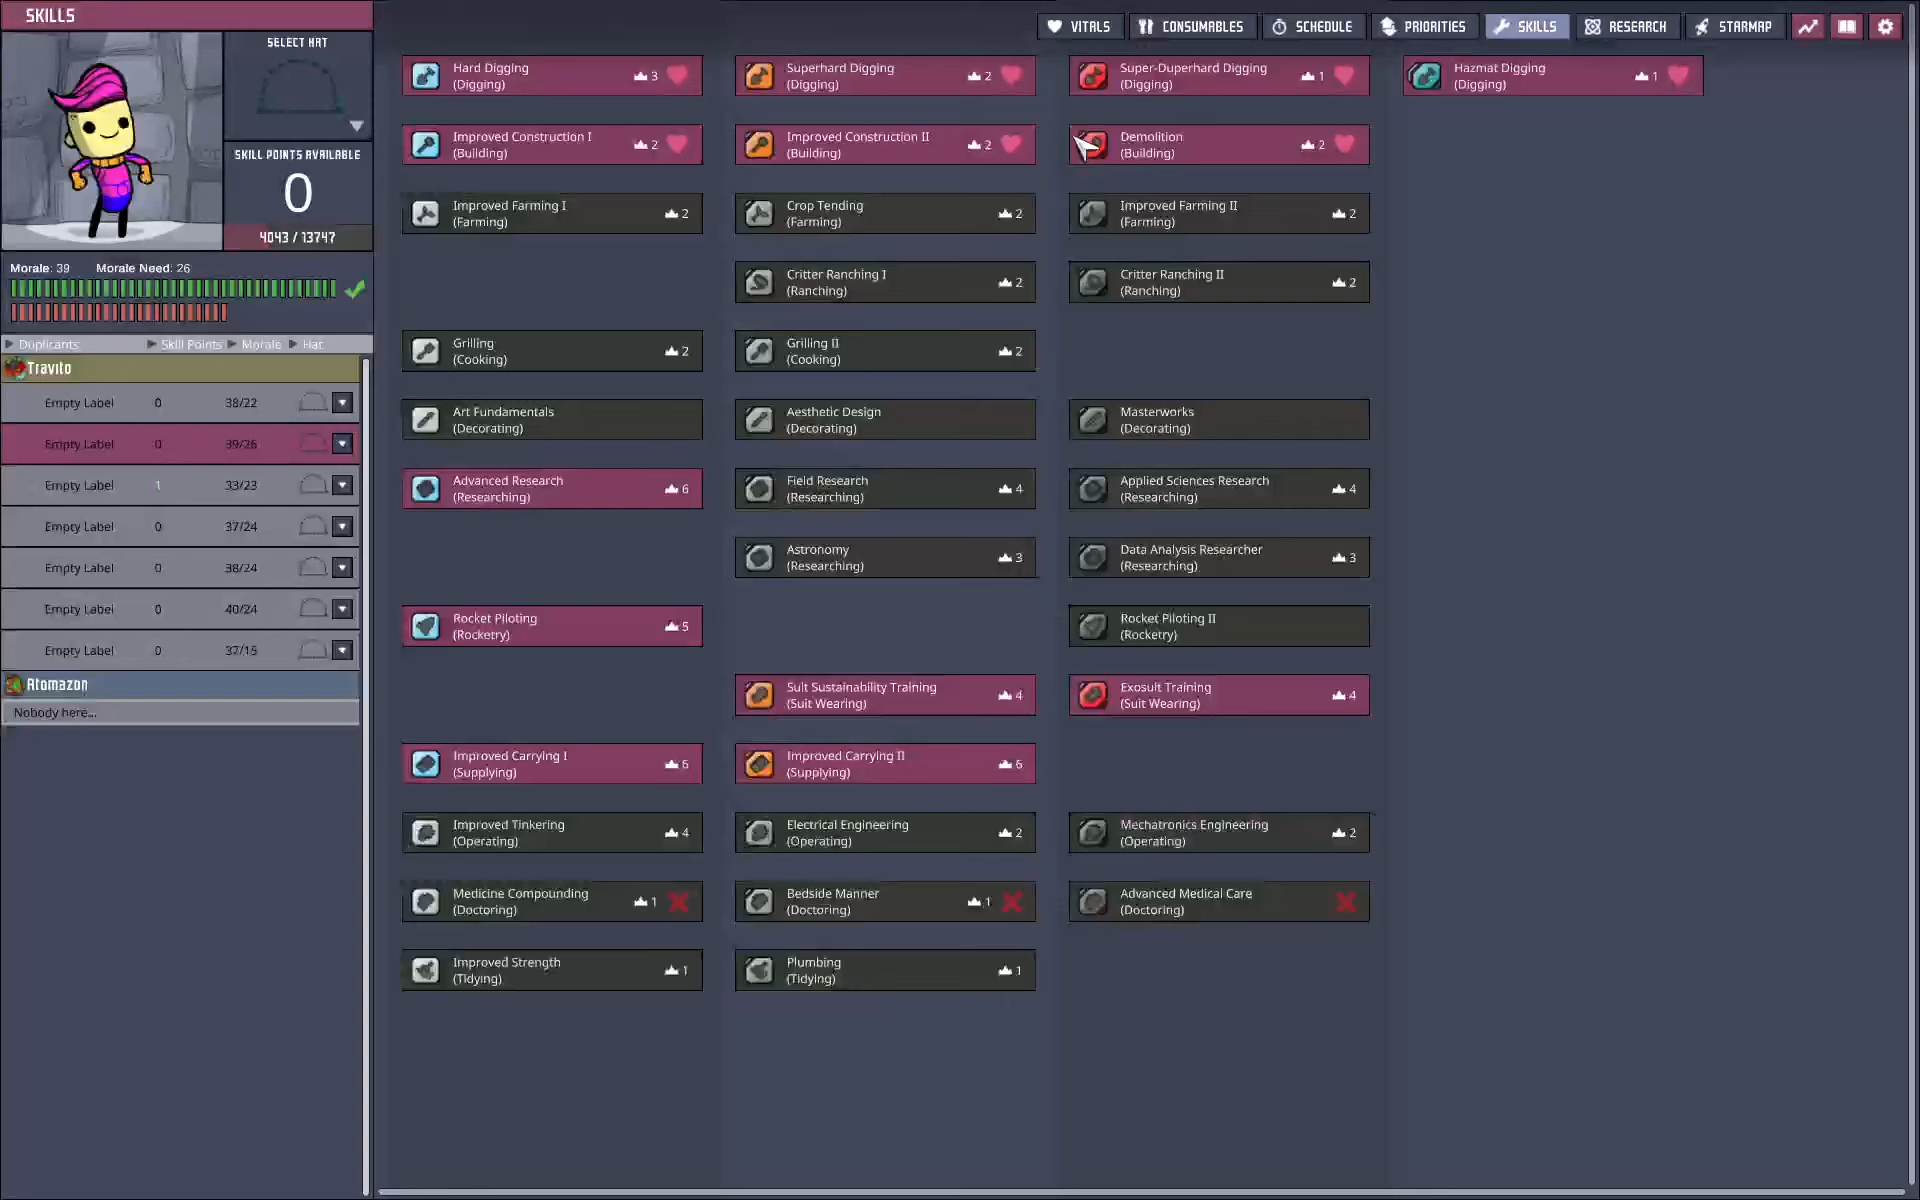 SKILLS
VITALS
CONSUMABLES
SCHEDULE
PRIORITIES
SKILLS
RESEARCH
STARMAP
SELECT HAT
SKILL POINTS AVAILABLE
0
4043 / 13747
Morale: 39 Morale Need: 26
Duplicants Skill Points Morale Hat
Travito
Empty Label 0 38/22
Empty Label 0 39/26
Empty Label 1 33/23
Empty Label 0 37/24
Empty Label 0 38/24
Empty Label 0 40/24
Empty Label 0 37/15
Atomazon
Nobody here...
Hard Digging
(Digging)
3
Superhard Digging
(Digging)
2
Super-Duperhard Digging
(Digging)
1
Hazmat Digging
(Digging)
1
Improved Construction I
(Building)
2
Improved Construction II
(Building)
2
Demolition
(Building)
2
Improved Farming I
(Farming)
2
Crop Tending
(Farming)
2
Improved Farming II
(Farming)
2
Critter Ranching I
(Ranching)
2
Critter Ranching II
(Ranching)
2
Grilling
(Cooking)
2
Grilling II
(Cooking)
2
Art Fundamentals
(Decorating)
Aesthetic Design
(Decorating)
Masterworks
(Decorating)
Advanced Research
(Researching)
6
Field Research
(Researching)
4
Applied Sciences Research
(Researching)
4
Astronomy
(Researching)
3
Data Analysis Researcher
(Researching)
3
Rocket Piloting
(Rocketry)
5
Rocket Piloting II
(Rocketry)
Suit Sustainability Training
(Suit Wearing)
4
Exosuit Training
(Suit Wearing)
4
Improved Carrying I
(Supplying)
6
Improved Carrying II
(Supplying)
6
Improved Tinkering
(Operating)
4
Electrical Engineering
(Operating)
2
Mechatronics Engineering
(Operating)
2
Medicine Compounding
(Doctoring)
1
Bedside Manner
(Doctoring)
1
Advanced Medical Care
(Doctoring)
Improved Strength
(Tidying)
1
Plumbing
(Tidying)
1